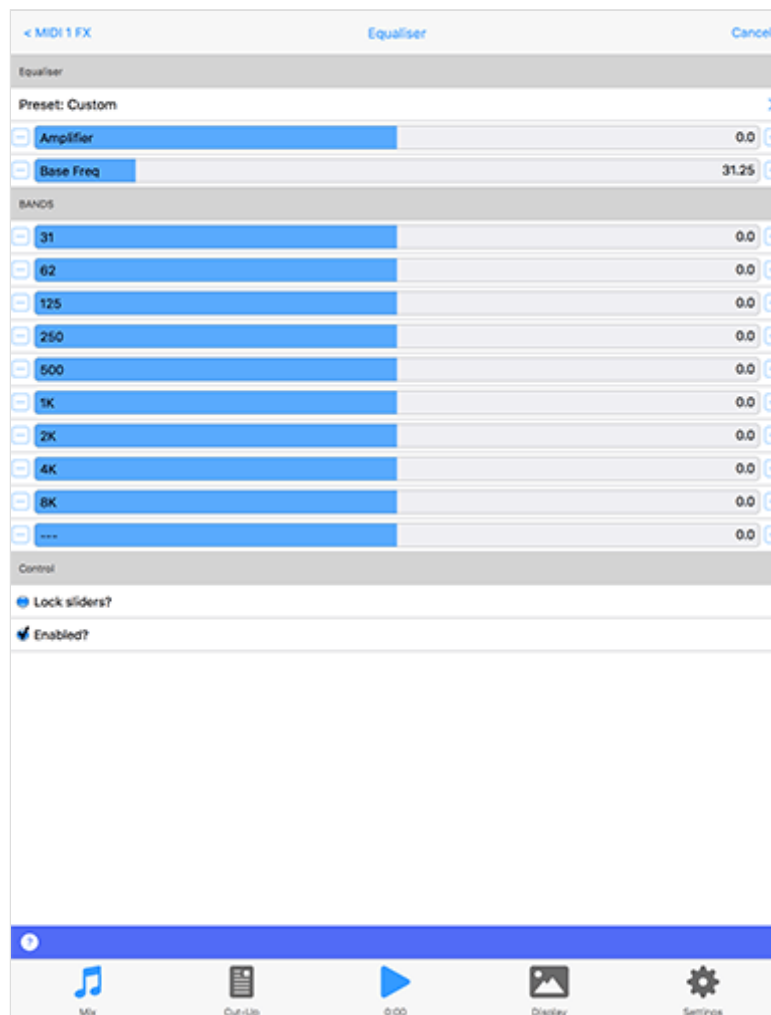 < MIDI 1 FX Equaliser Cancel
Equaliser
Preset: Custom
Amplifier 0.0
Base Freq 31.25
BANDS
31 0.0
62 0.0
125 0.0
250 0.0
500 0.0
1K 0.0
2K 0.0
4K 0.0
8K 0.0
--- 0.0
Control
Lock sliders?
Enabled?
?
Mix Cut-Up 0:00 Display Settings